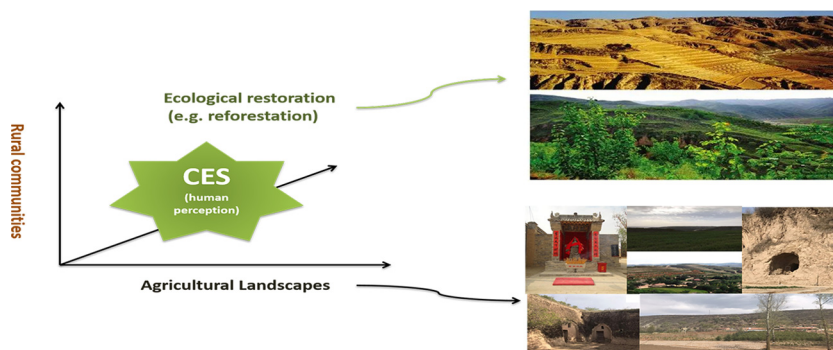 Ecological restoration
(e.g. reforestation)
Rural communities
CES
(human
perception)
Agricultural Landscapes